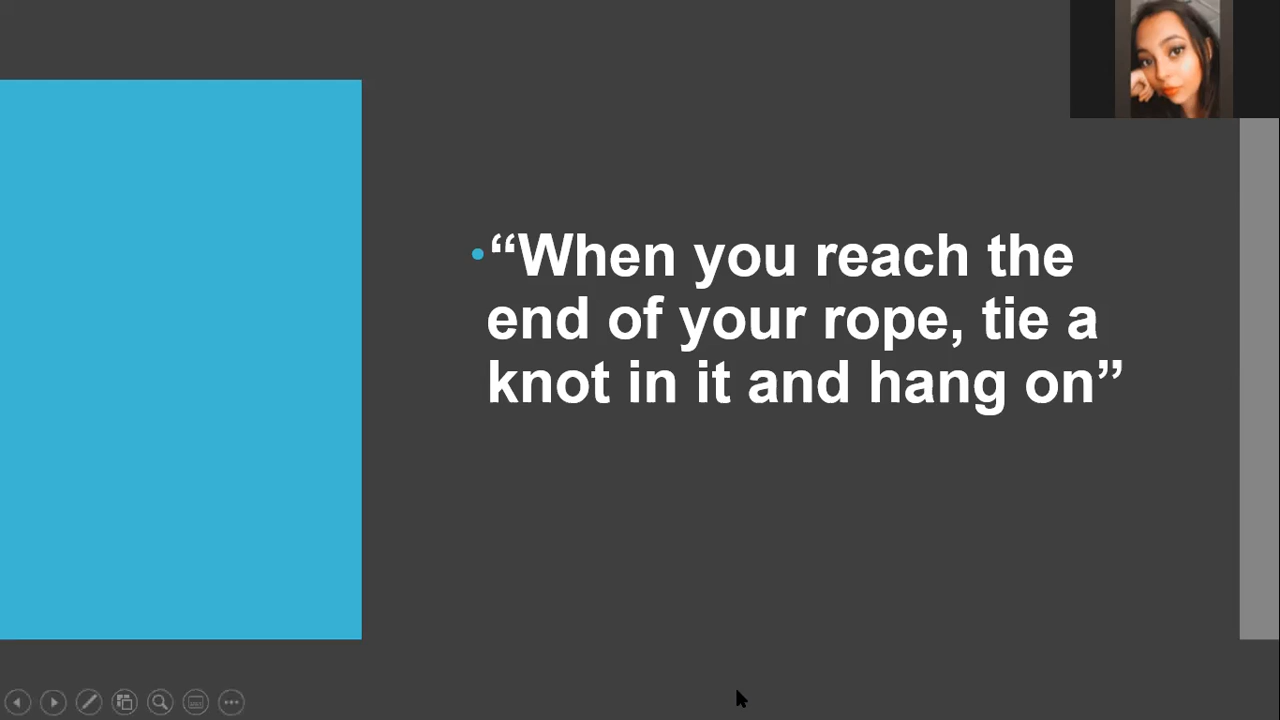 “When you reach the
end of your rope, tie a
knot in it and hang on”